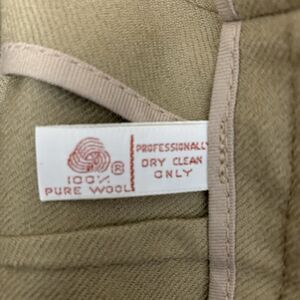 ®
100%
PURE WOOL
PROFESSIONALLY
DRY CLEAN
ONLY